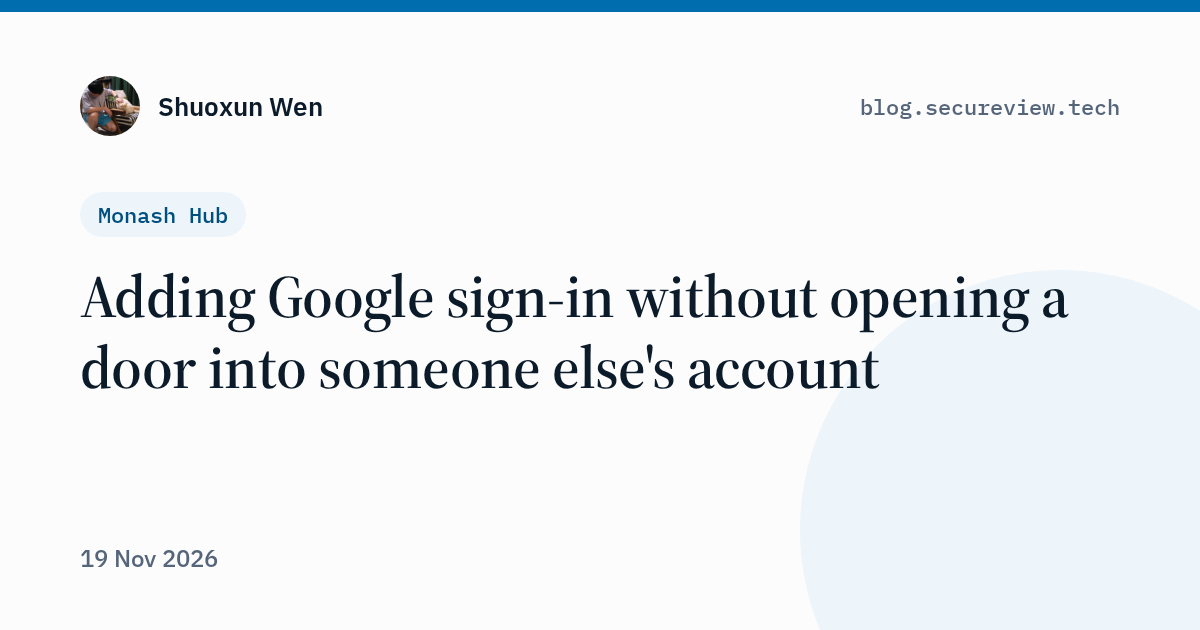 Shuoxun Wen
blog.secureview.tech
Monash Hub
Adding Google sign-in without opening a
door into someone else's account
19 Nov 2026